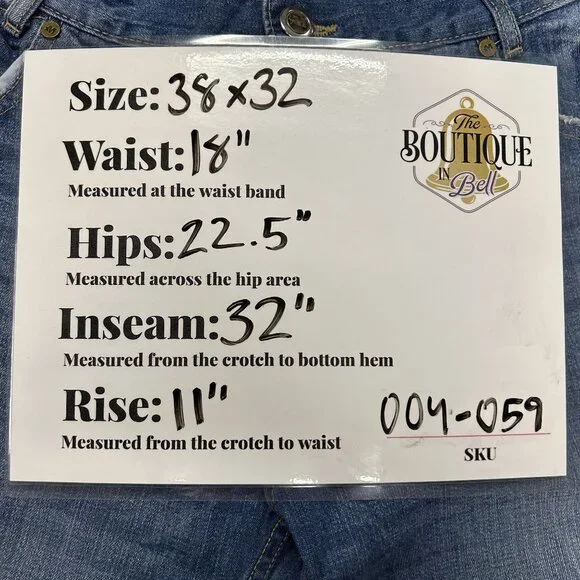 Size: 38x32
The
BOUTIQUE
IN
Bell
Waist: 18"
Measured at the waist band
Hips: 22.5"
Measured across the hip area
Inseam: 32"
Measured from the crotch to bottom hem
Rise: 11"
Measured from the crotch to waist
004-059
SKU